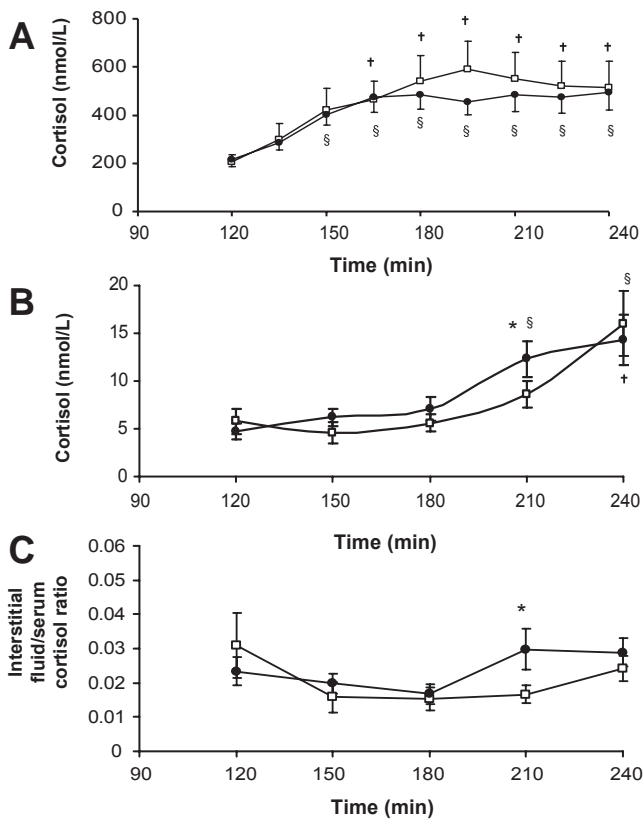 A
Cortisol (nmol/L)
800
600
400
200
0
† † † † † † †
§ § § § § § §
90 120 150 180 210 240
Time (min)
B
Cortisol (nmol/L)
20
15
10
5
0
* §
§
†
90 120 150 180 210 240
Time (min)
C
Interstitial
fluid/serum
cortisol ratio
0.06
0.05
0.04
0.03
0.02
0.01
0
*
90 120 150 180 210 240
Time (min)